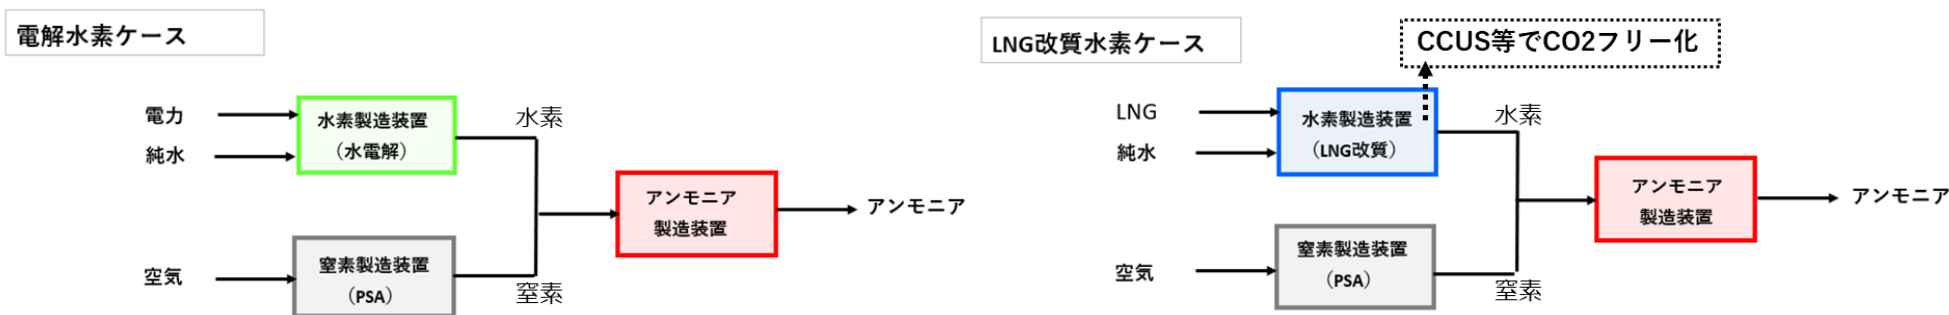 電解水素ケース
電力
純水
水素製造装置
（水電解）
水素
空気
窒素製造装置
（PSA）
窒素
アンモニア
製造装置
アンモニア
LNG改質水素ケース
CCUS等でCO2フリー化
LNG
純水
水素製造装置
（LNG改質）
水素
空気
窒素製造装置
（PSA）
窒素
アンモニア
製造装置
アンモニア